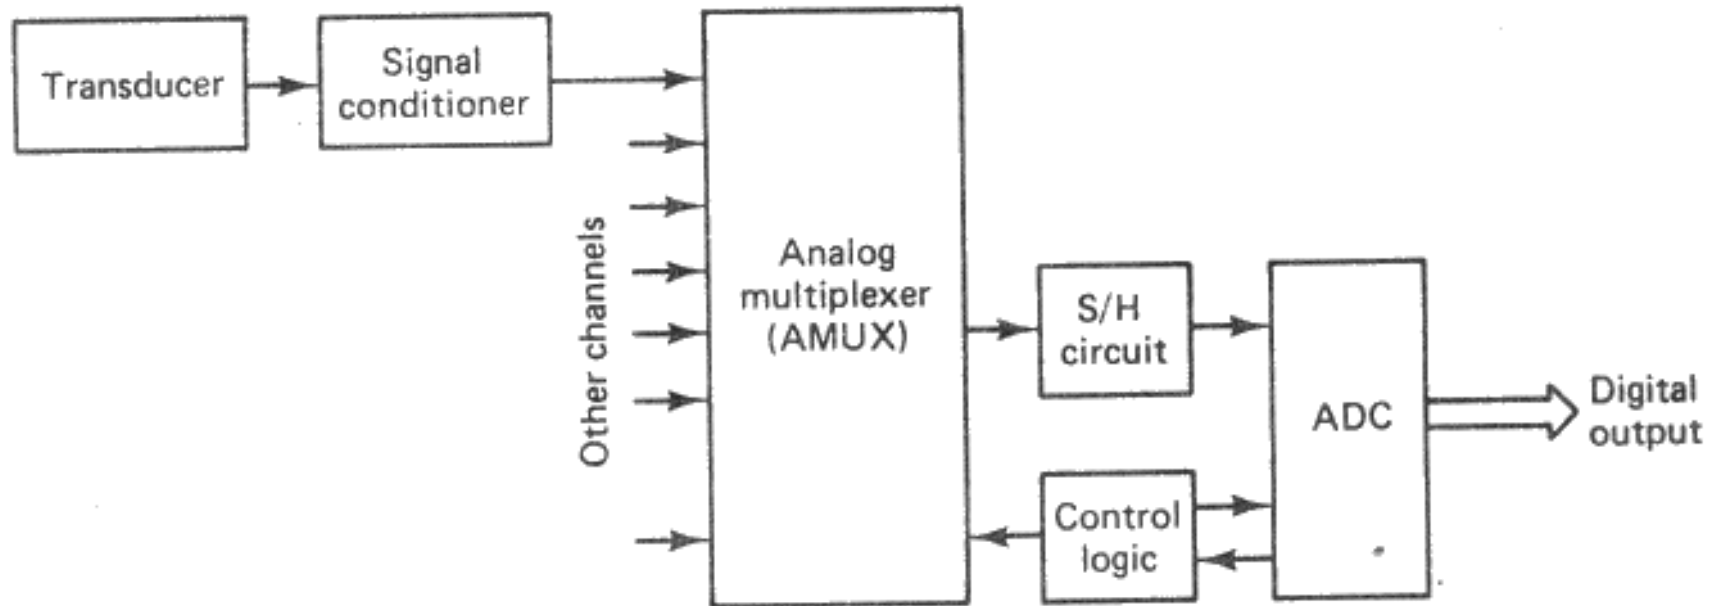 Transducer
Signal
conditioner
Other channels
Analog
multiplexer
(AMUX)
S/H
circuit
ADC
Control
logic
Digital
output